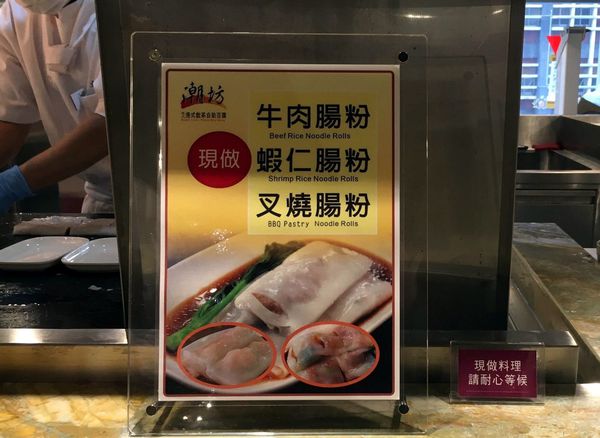 潮坊
牛肉腸粉
Beef Rice Noodle Rolls
現做
蝦仁腸粉
Shrimp Rice Noodle Rolls
叉燒腸粉
BBQ Pastry Noodle Rolls
現做料理
請耐心等候